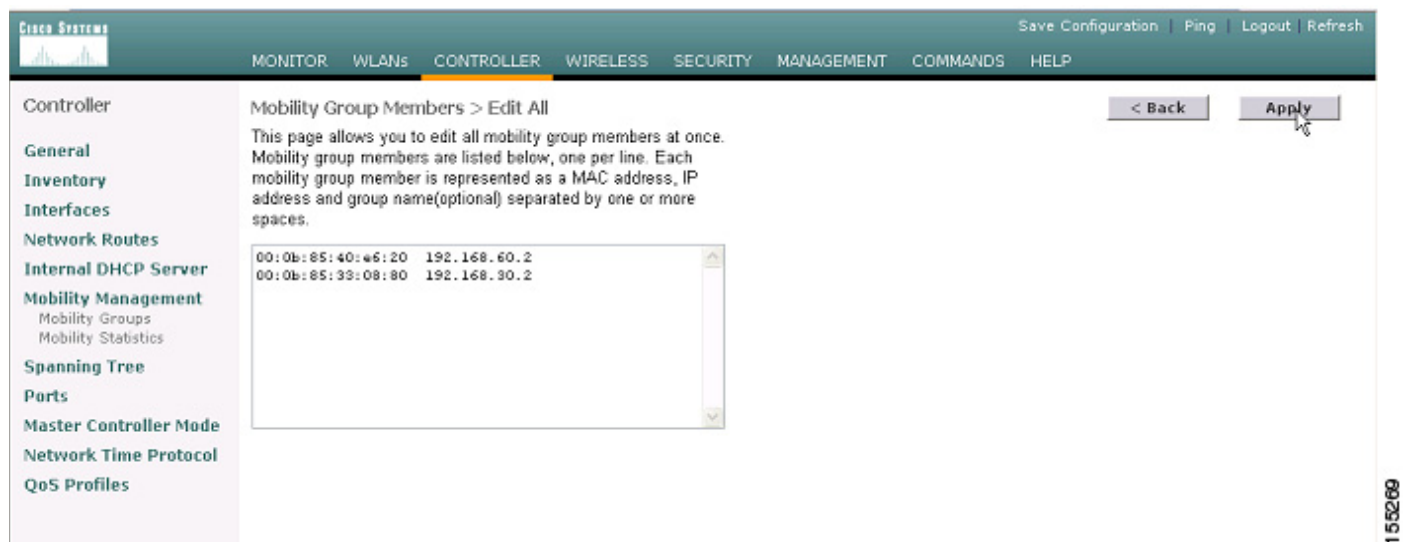 CISCO SYSTEMS
Save Configuration | Ping | Logout | Refresh
MONITOR WLANs CONTROLLER WIRELESS SECURITY MANAGEMENT COMMANDS HELP
Controller
General
Inventory
Interfaces
Network Routes
Internal DHCP Server
Mobility Management
Mobility Groups
Mobility Statistics
Spanning Tree
Ports
Master Controller Mode
Network Time Protocol
QoS Profiles
Mobility Group Members > Edit All
< Back Apply
This page allows you to edit all mobility group members at once.
Mobility group members are listed below, one per line. Each
mobility group member is represented as a MAC address, IP
address and group name(optional) separated by one or more
spaces.
00:0b:85:40:e6:20 192.168.60.2
00:0b:85:33:08:80 192.168.30.2
155269